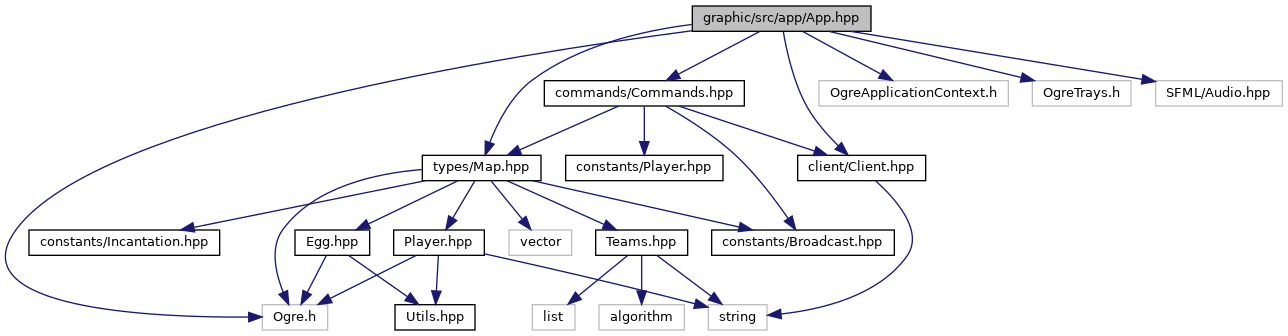 graphic/src/app/App.hpp
commands/Commands.hpp
OgreApplicationContext.h
OgreTrays.h
SFML/Audio.hpp
types/Map.hpp
constants/Player.hpp
client/Client.hpp
constants/Incantation.hpp
Egg.hpp
Player.hpp
vector
Teams.hpp
constants/Broadcast.hpp
Ogre.h
Utils.hpp
list
algorithm
string